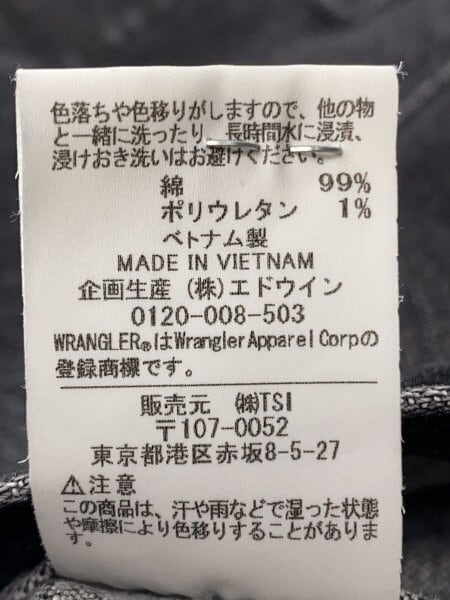 色落ちや色移りがしますので、他の物
と一緒に洗ったり、長時間水に浸漬、
浸けおき洗いはお避けください。
綿 99%
ポリウレタン 1%
ベトナム製
MADE IN VIETNAM
企画生産 (株)エドウイン
0120-008-503
WRANGLER®はWrangler Apparel Corpの
登録商標です。
販売元 ㈱TSI
〒107-0052
東京都港区赤坂8-5-27
⚠注意
この商品は、汗や雨などで湿った状態
や摩擦により色移りすることがありま
す。